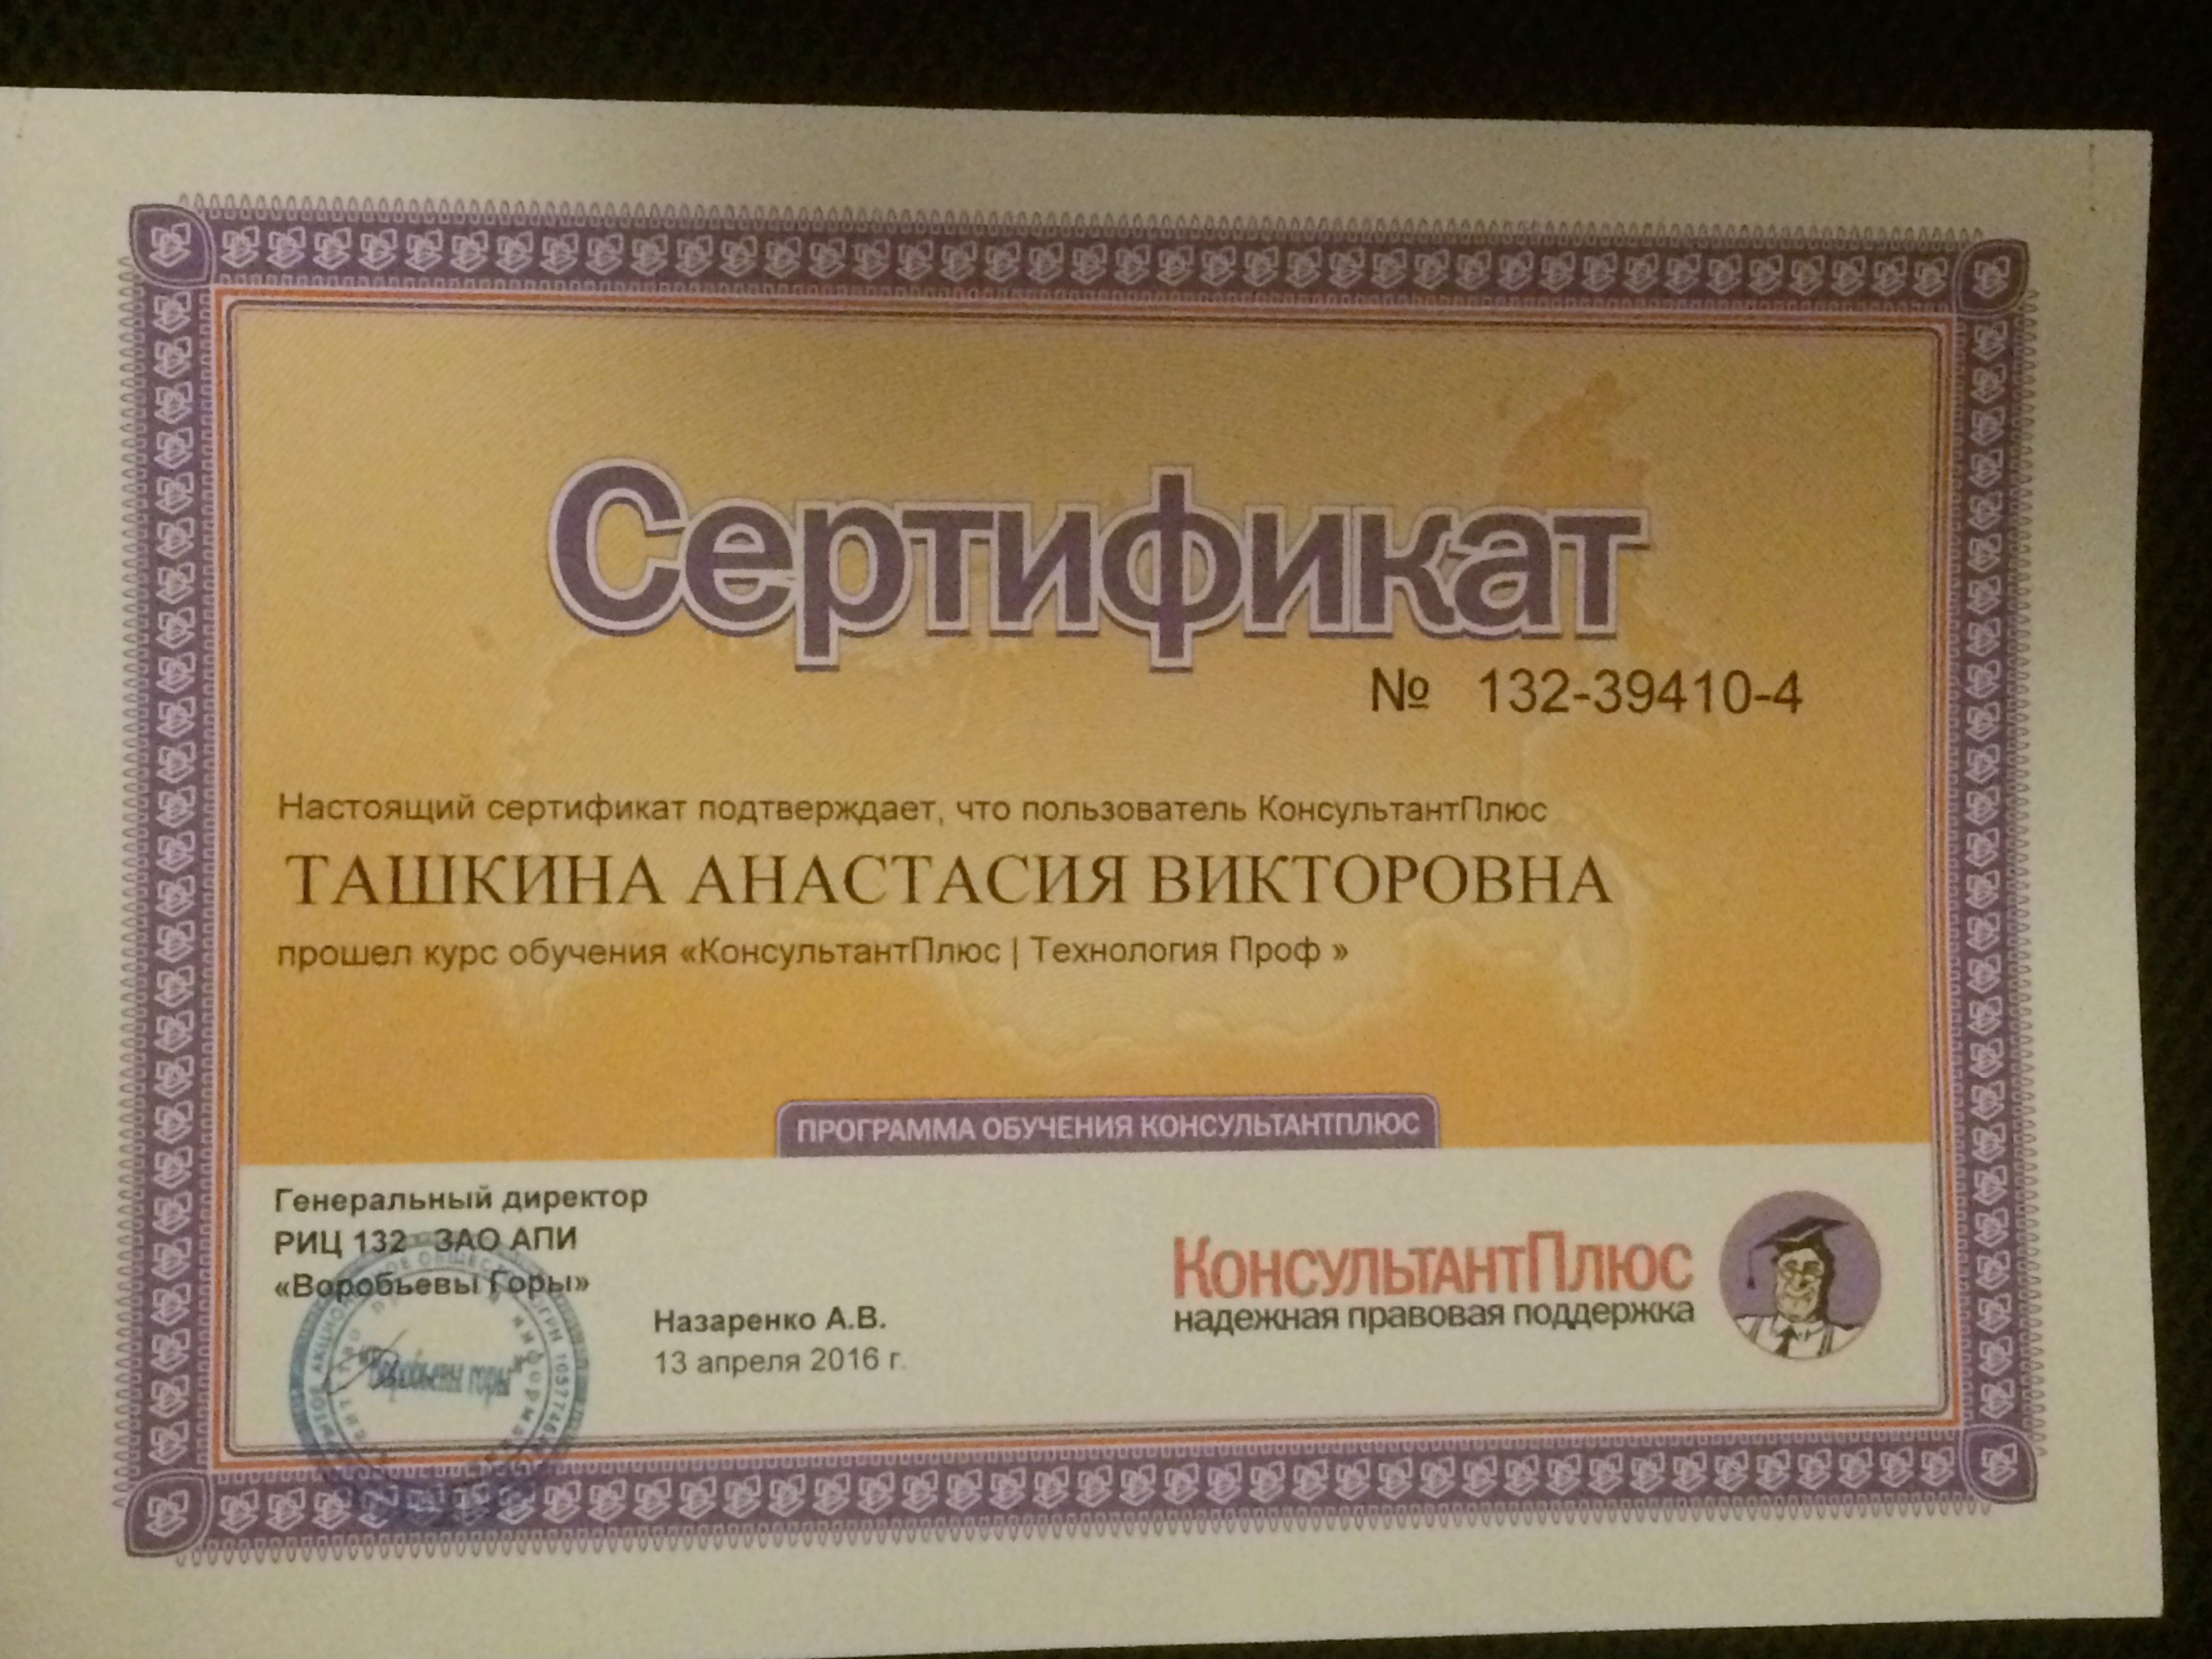 Сертификат
№ 132-39410-4
Настоящий сертификат подтверждает, что пользователь КонсультантПлюс
ТАШКИНА АНАСТАСИЯ ВИКТОРОВНА
прошел курс обучения «КонсультантПлюс | Технология Проф »
ПРОГРАММА ОБУЧЕНИЯ КОНСУЛЬТАНТПЛЮС
Генеральный директор
РИЦ 132 ЗАО АПИ
«Воробьевы Горы»
Назаренко А.В.
13 апреля 2016 г.
"Воробьевы горы"
КонсультантПлюс
надежная правовая поддержка